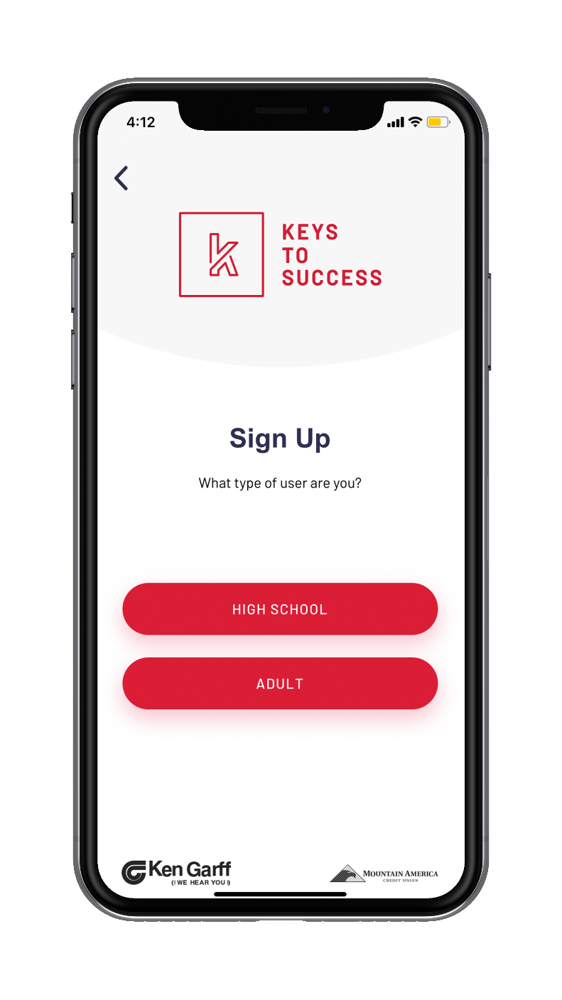 4:12
KEYS
TO
SUCCESS
Sign Up
What type of user are you?
HIGH SCHOOL
ADULT
Ken Garff
(WE HEAR YOU)
MOUNTAIN AMERICA
CREDIT UNION